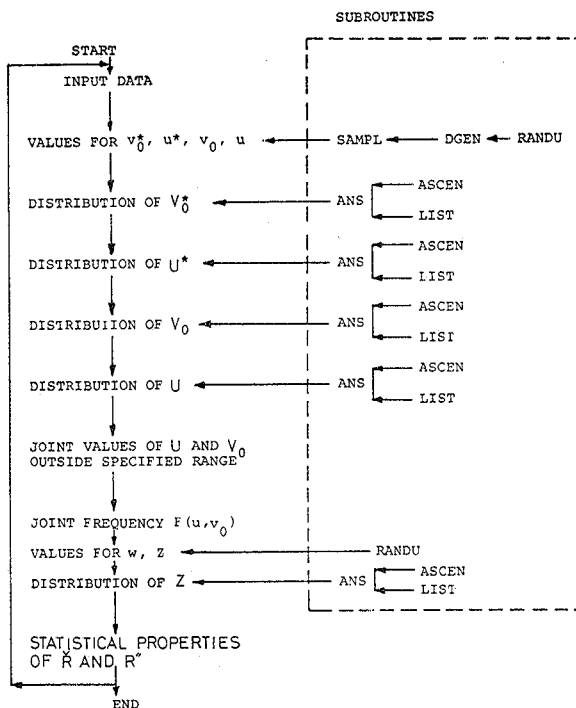 SUBROUTINES
START
INPUT DATA
VALUES FOR v₀*, u*, v₀, u
SAMPL
DGEN
RANDU
DISTRIBUTION OF V₀*
ANS
ASCEN
LIST
DISTRIBUTION OF U*
ANS
ASCEN
LIST
DISTRIBUIION OF V₀
ANS
ASCEN
LISI
DISTRIBUTION OF U
ANS
ASCEN
LIST
JOINT VALUES OF U AND V₀
OUTSIDE SPECIFIED RANGE
JOINT FREQUENCY F(u,v₀)
VALUES FOR w, Z
RANDU
DISTRIBUTION OF Z
ANS
ASCEN
LIST
STATISTICAL PROPERTIES
OF Ř AND R″
END